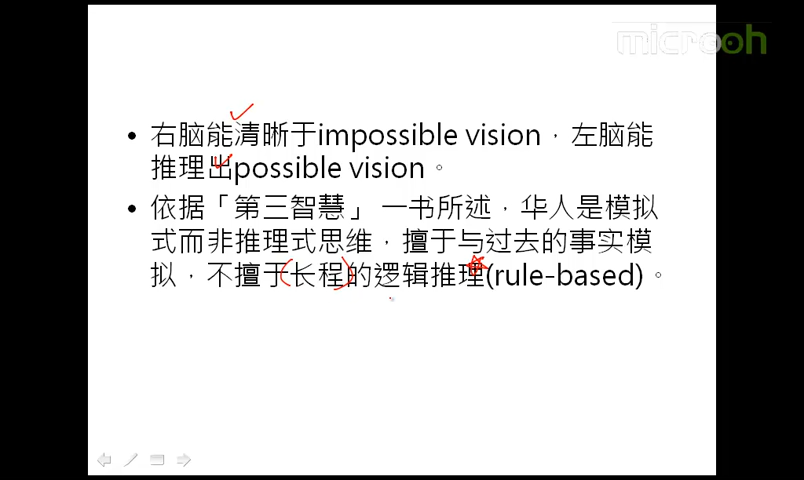 microoh
• 右脑能清晰于impossible vision，左脑能
推理出possible vision。
• 依据「第三智慧」一书所述，华人是模拟
式而非推理式思维，擅于与过去的事实模
拟，不擅于(长程)的逻辑推理(rule-based)。